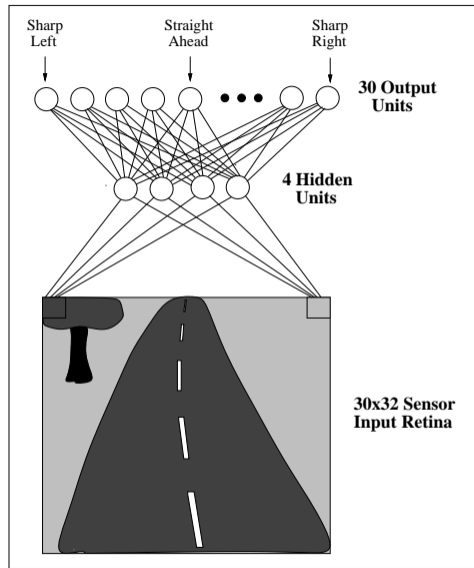 Sharp
Left
Straight
Ahead
Sharp
Right
30 Output
Units
4 Hidden
Units
30x32 Sensor
Input Retina